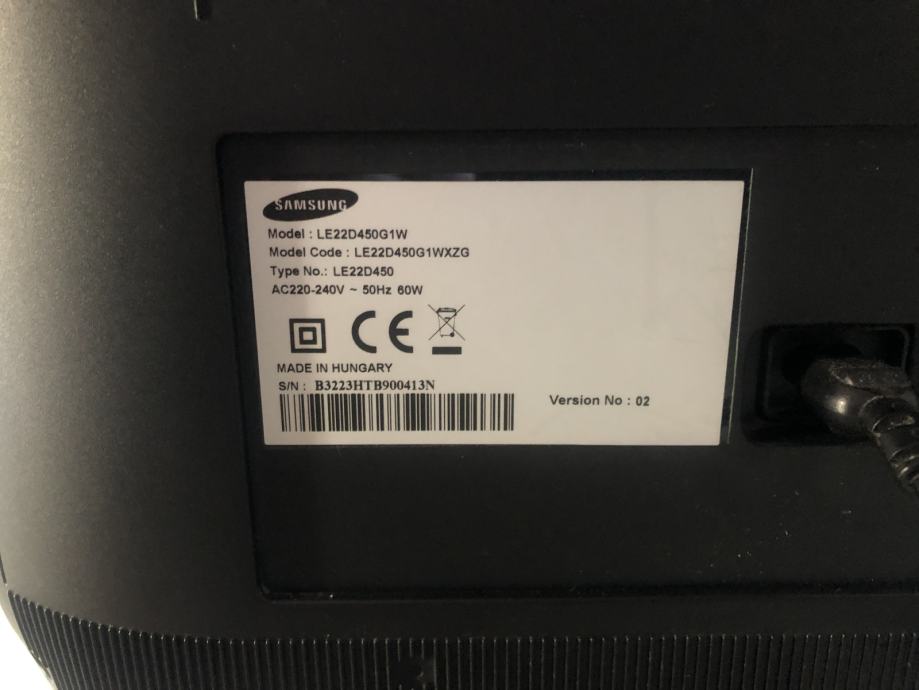 SAMSUNG
Model : LE22D450G1W
Model Code : LE22D450G1WXZG
Type No.: LE22D450
AC220-240V ~ 50Hz 60W
CE
MADE IN HUNGARY
S/N : B3223HTB900413N
Version No : 02